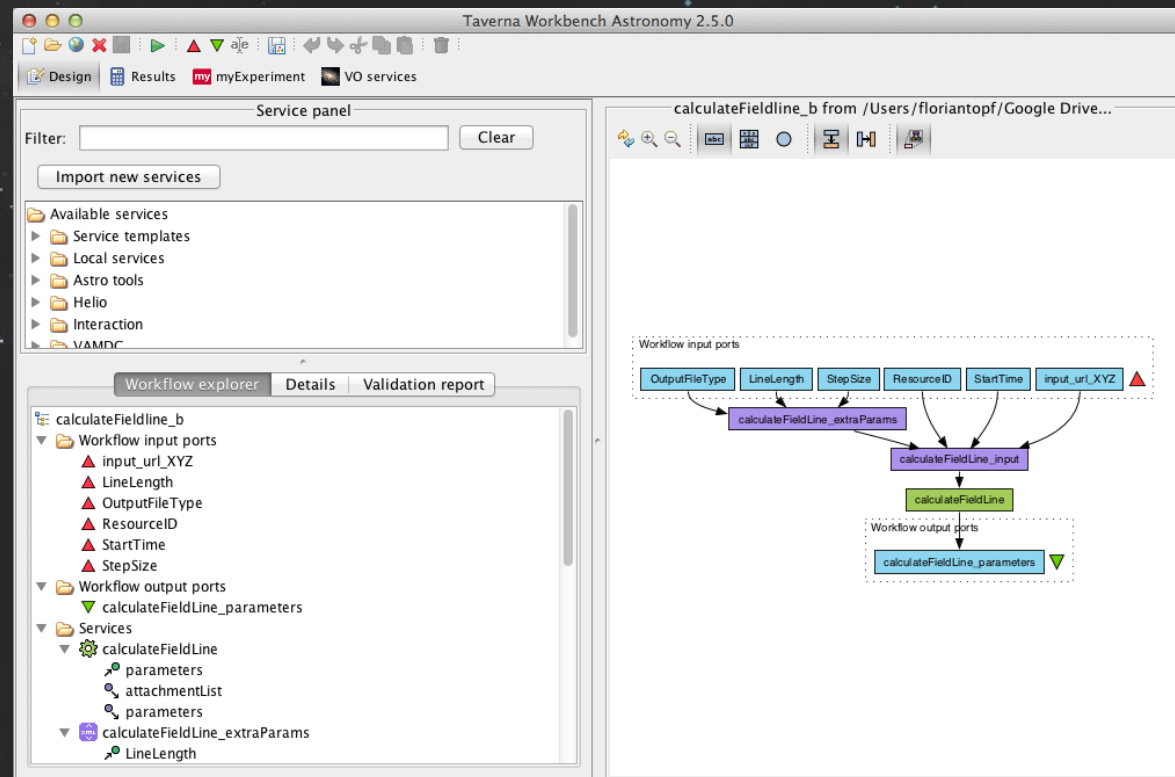 Taverna Workbench Astronomy 2.5.0
Design
Results
my myExperiment
VO services
Service panel
Filter:
Clear
Import new services
Available services
Service templates
Local services
Astro tools
Helio
Interaction
VAMDC
Workflow explorer
Details
Validation report
calculateFieldline_b
Workflow input ports
input_url_XYZ
LineLength
OutputFileType
ResourceID
StartTime
StepSize
Workflow output ports
calculateFieldLine_parameters
Services
calculateFieldLine
parameters
attachmentList
parameters
xml
calculateFieldLine_extraParams
LineLength
calculateFieldline_b from /Users/floriantopf/Google Drive...
abc
Workflow input ports
OutputFileType
LineLength
StepSize
ResourceID
StartTime
input_url_XYZ
calculateFieldLine_extraParams
calculateFieldLine_input
calculateFieldLine
Workflow output ports
calculateFieldLine_parameters